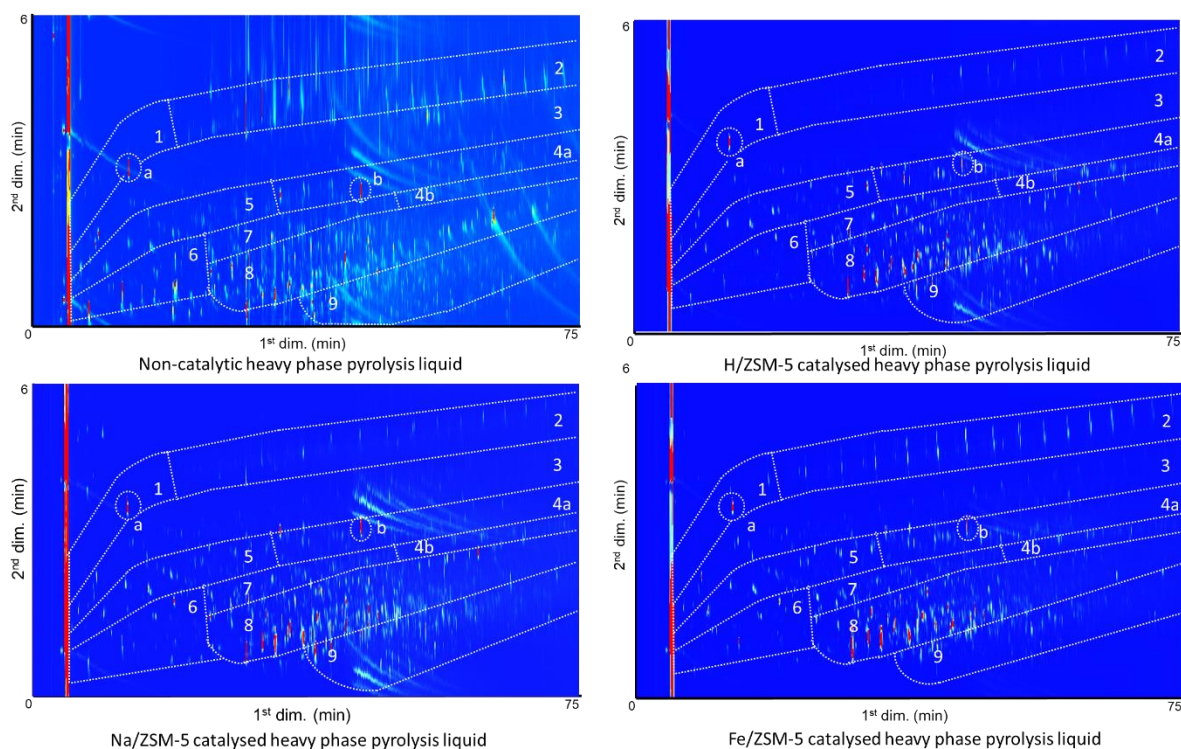 6
2nd dim. (min)
1
2
3
4a
4b
5
6
7
8
9
a
b
0
75
1st dim. (min)
Non-catalytic heavy phase pyrolysis liquid
6
2nd dim. (min)
1
2
3
4a
4b
5
6
7
8
9
a
b
0
75
1st dim. (min)
H/ZSM-5 catalysed heavy phase pyrolysis liquid
6
2nd dim. (min)
1
2
3
4a
4b
5
6
7
8
9
a
b
0
75
1st dim. (min)
Na/ZSM-5 catalysed heavy phase pyrolysis liquid
6
2nd dim. (min)
1
2
3
4a
4b
5
6
7
8
9
a
b
0
75
1st dim. (min)
Fe/ZSM-5 catalysed heavy phase pyrolysis liquid